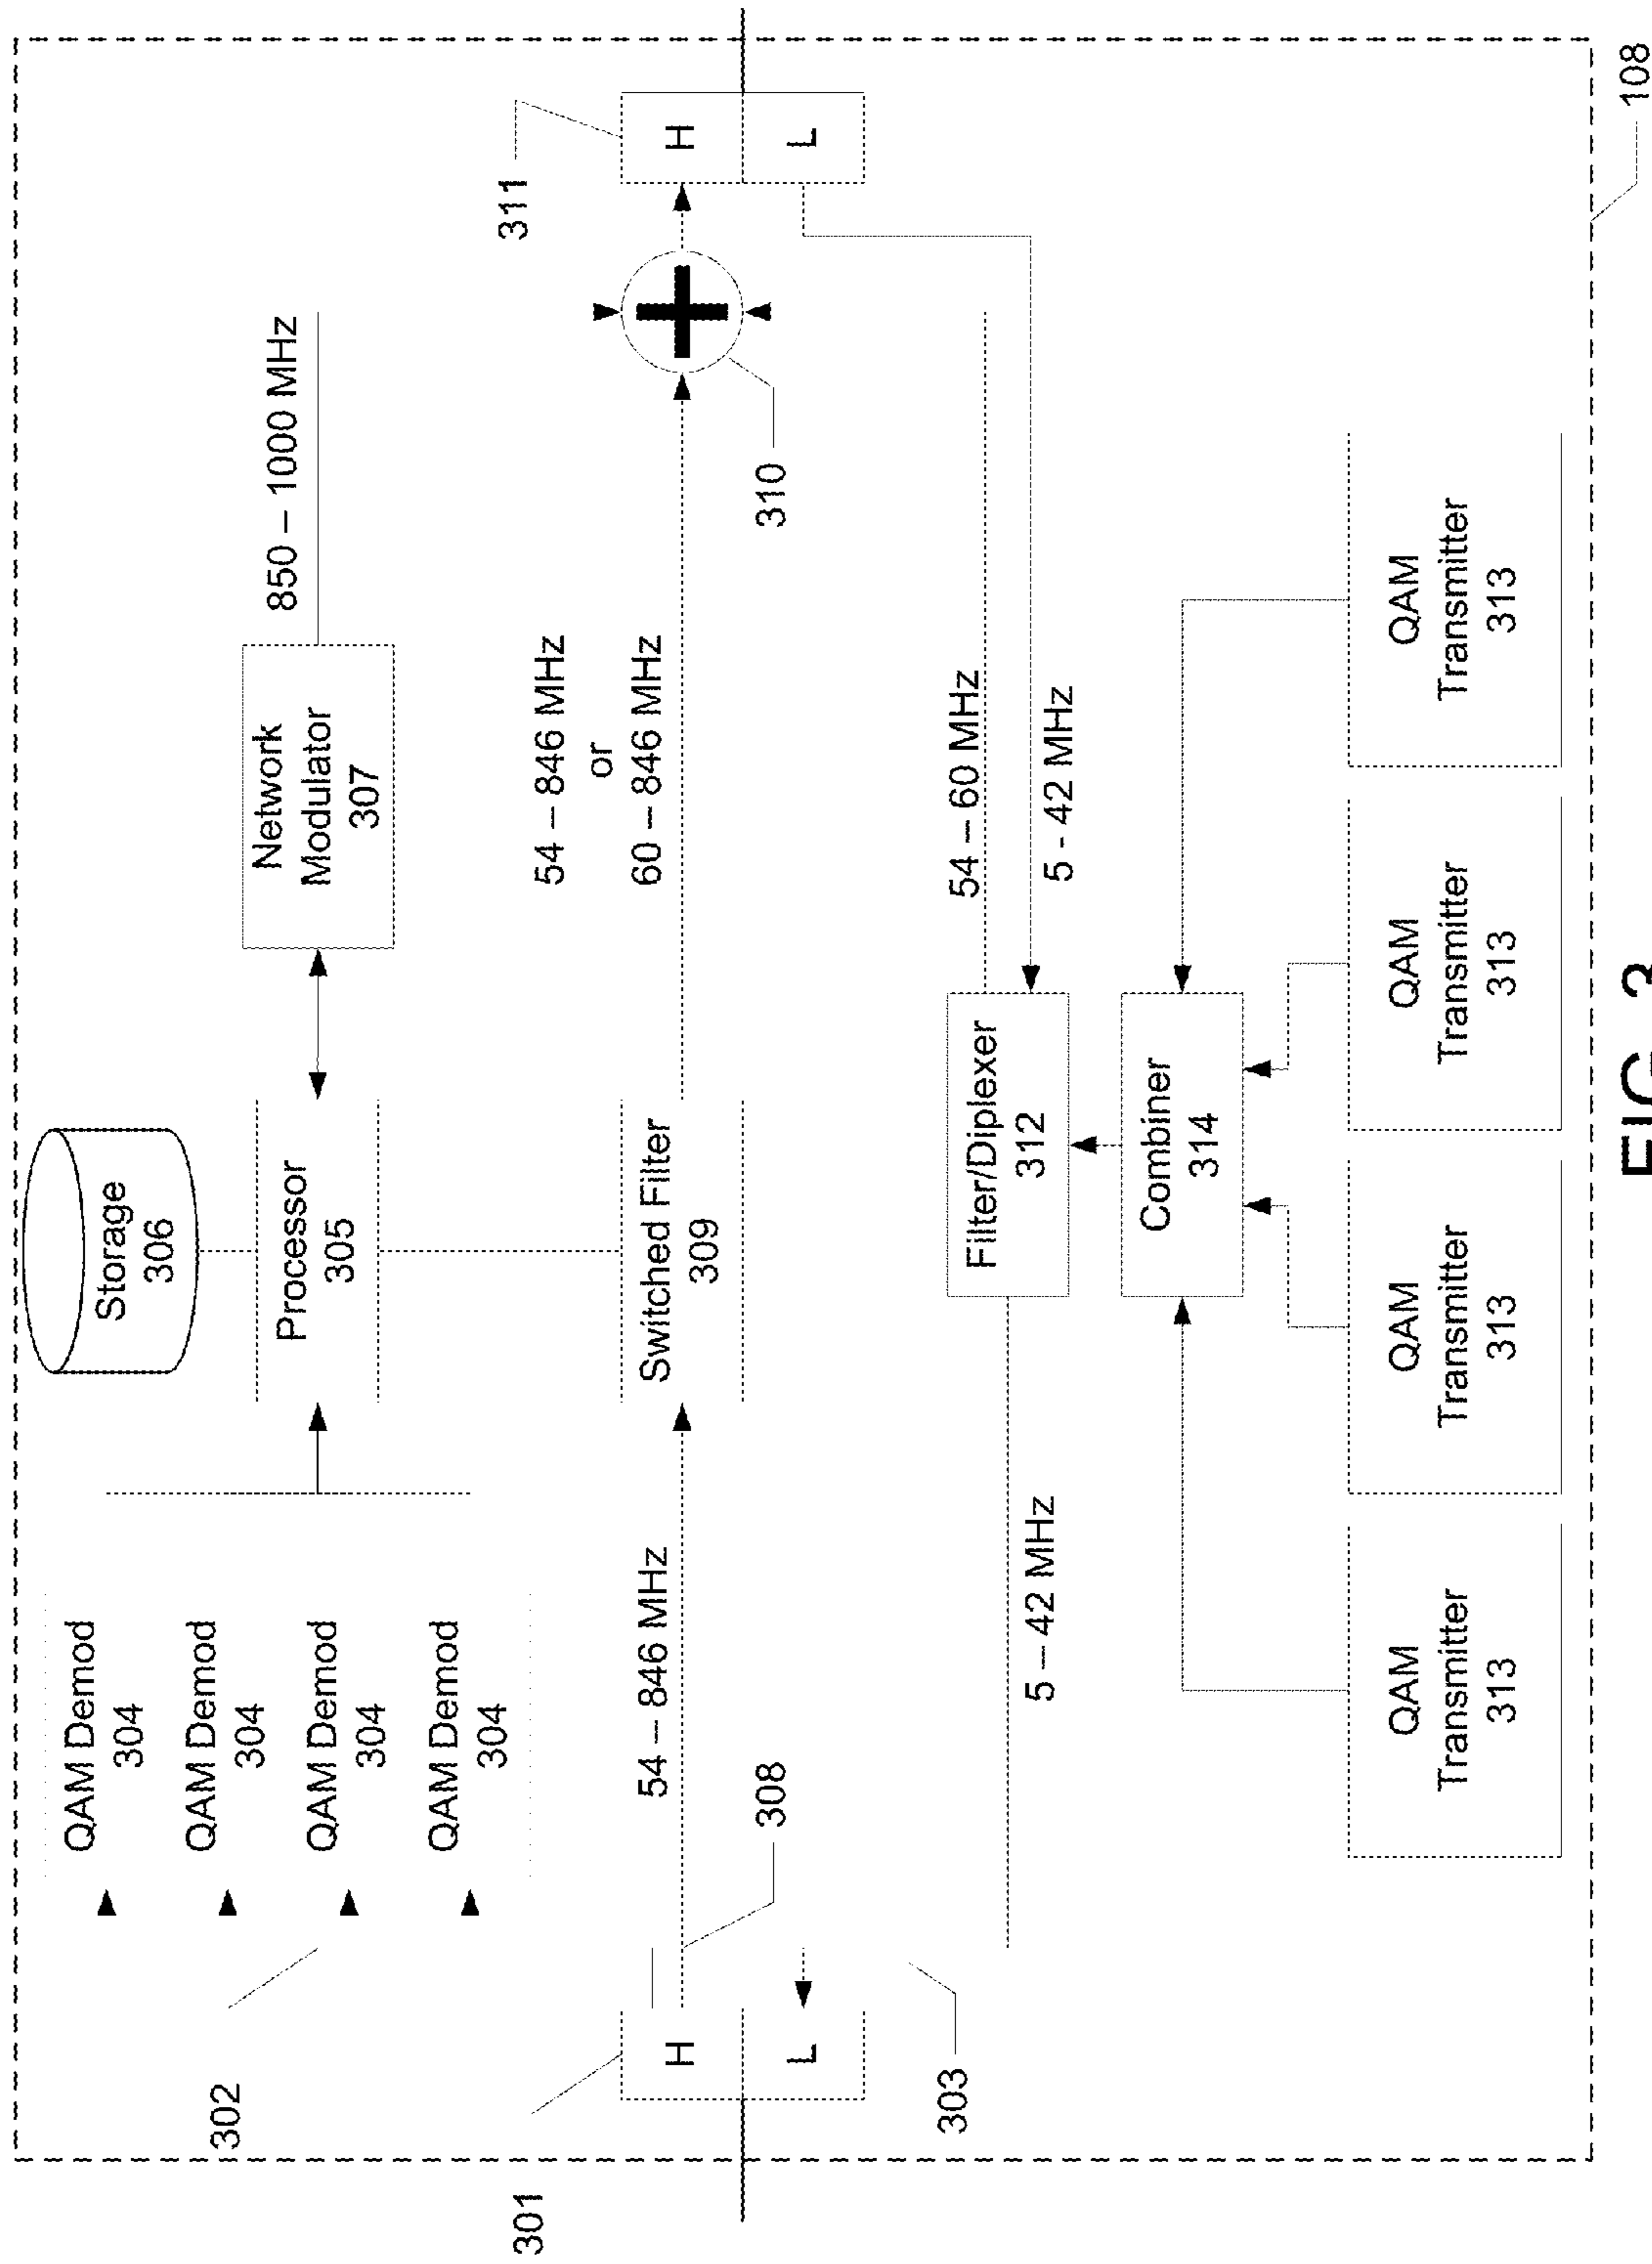 302
QAM Demod
304
QAM Demod
304
QAM Demod
304
QAM Demod
304
Storage
306
Processor
305
Network
Modulator
307
850 – 1000 MHz
301
H
L
308
303
54 – 846 MHz
Switched Filter
309
54 – 846 MHz
or
60 – 846 MHz
310
311
H
L
5 – 42 MHz
Filter/Diplexer
312
54 – 60 MHz
5 - 42 MHz
Combiner
314
QAM
Transmitter
313
QAM
Transmitter
313
QAM
Transmitter
313
QAM
Transmitter
313
108
FIG. 3